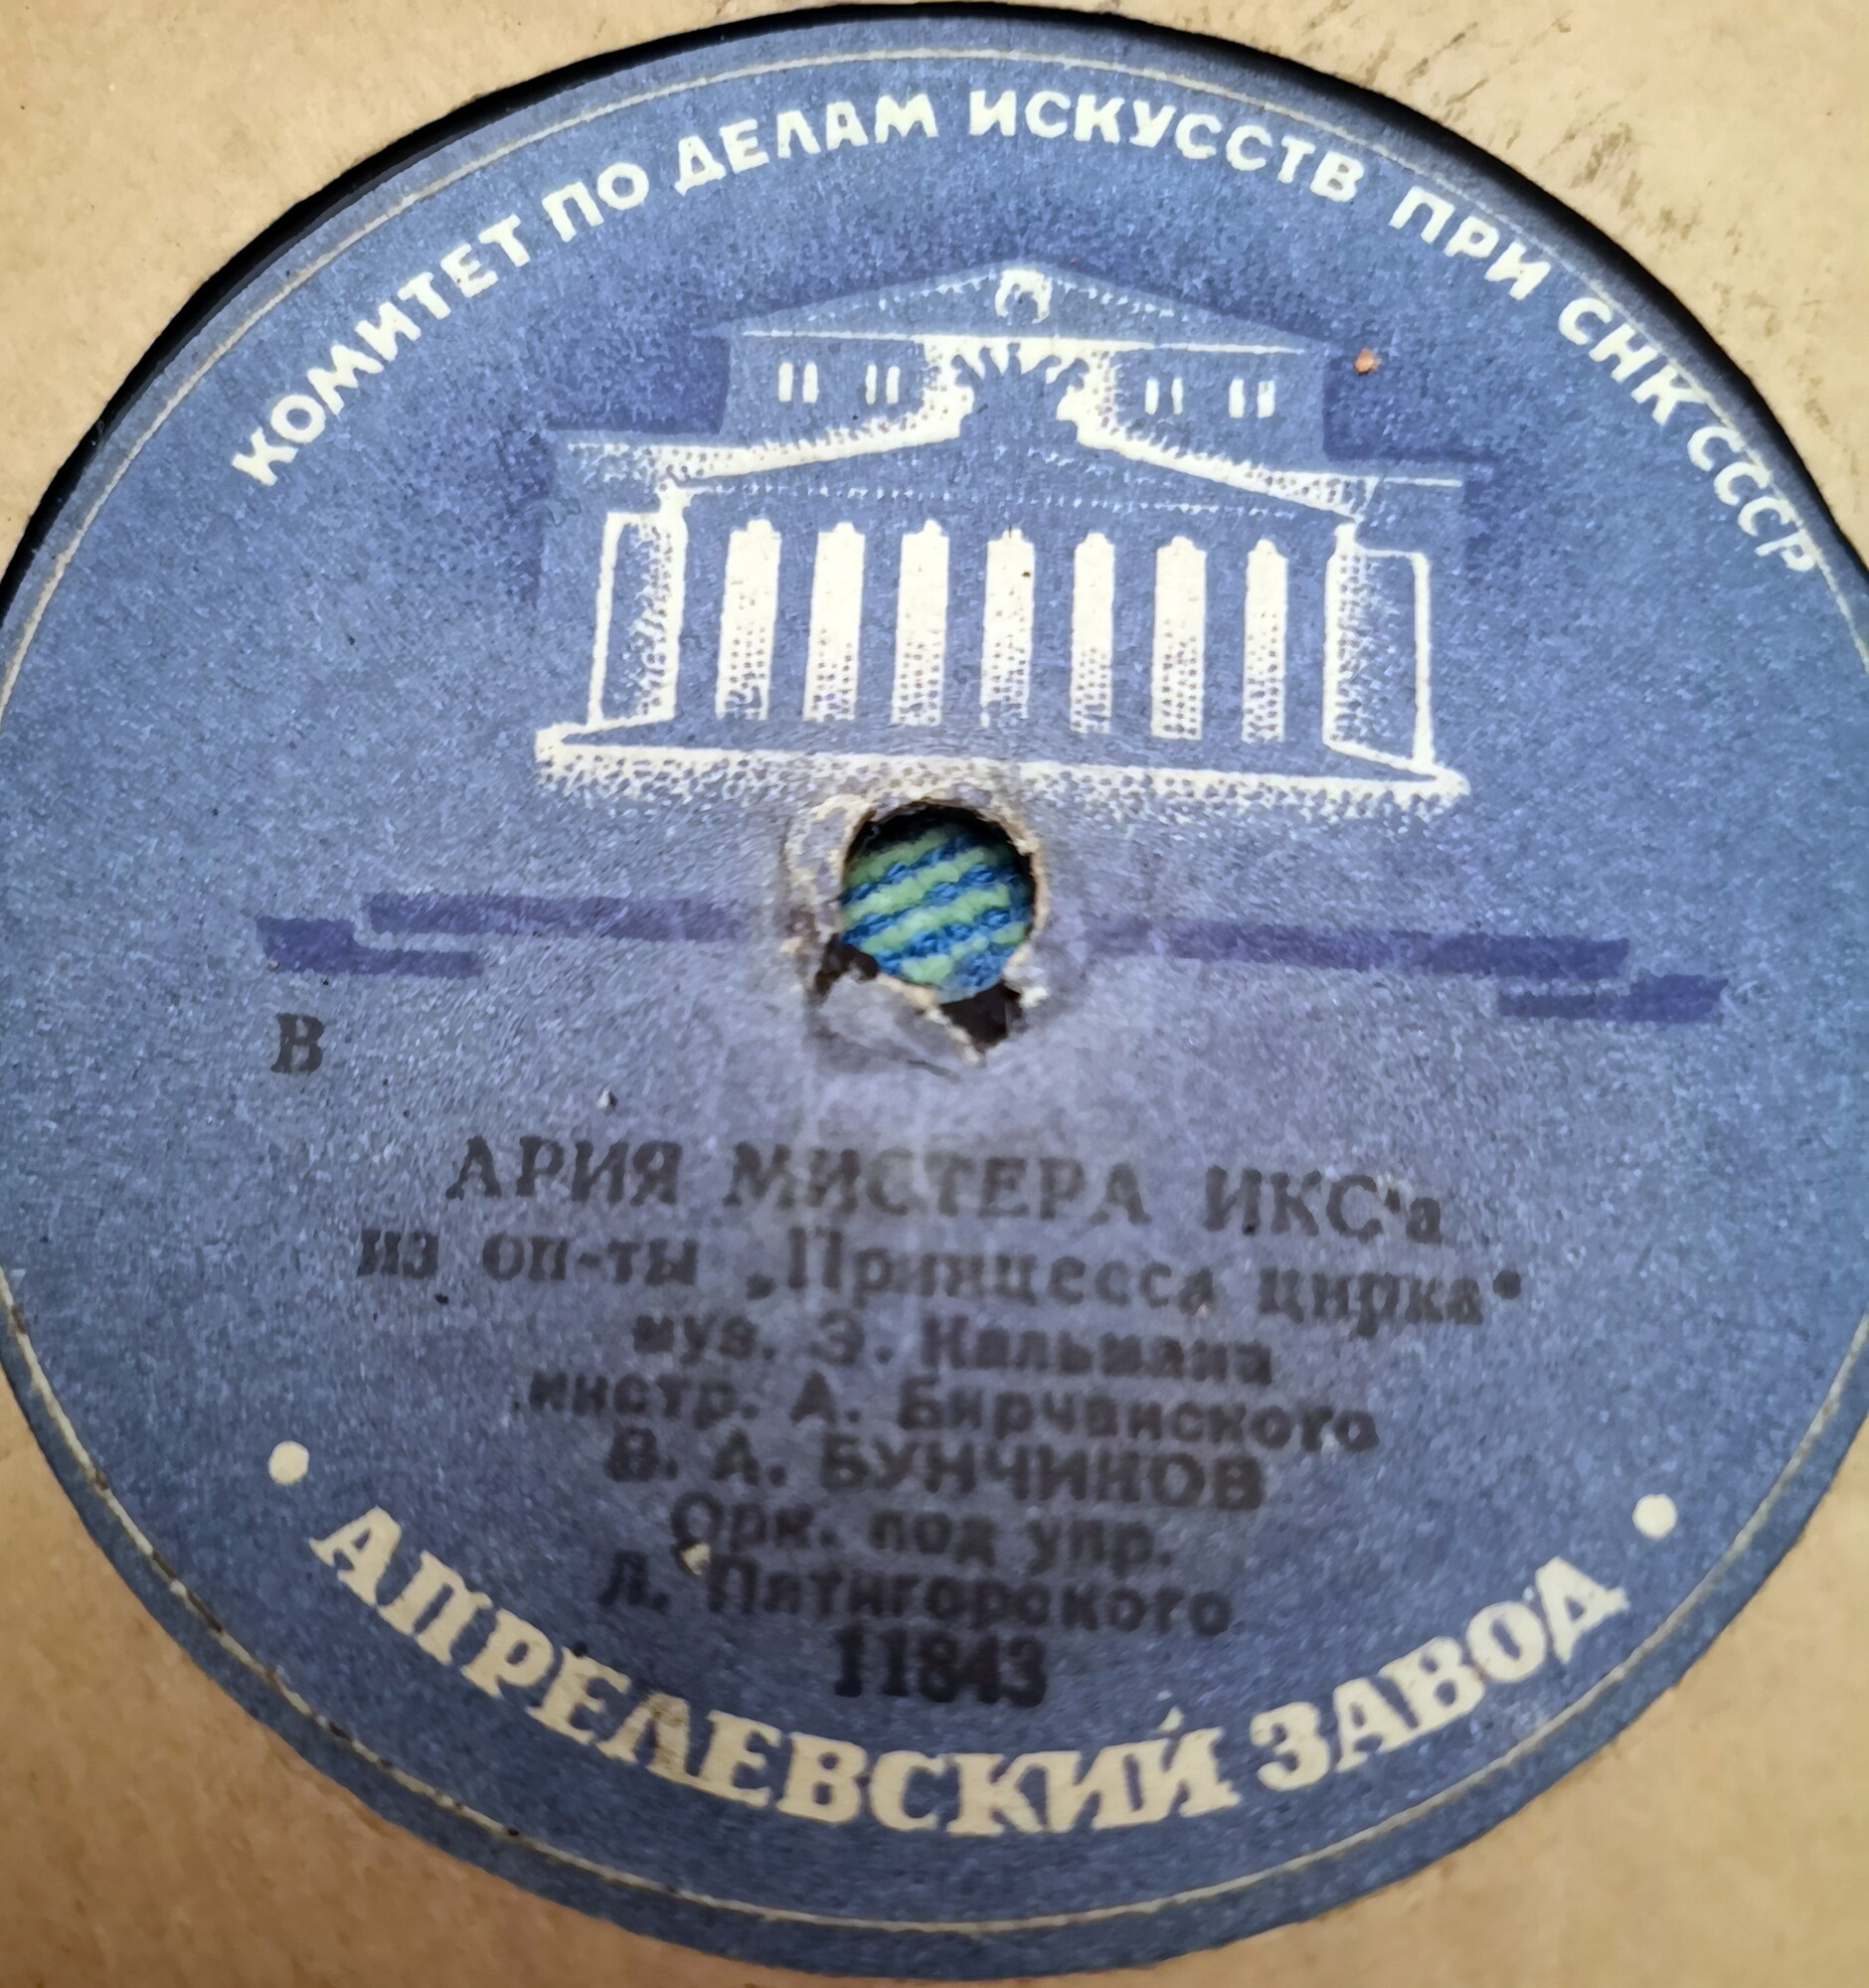 КОМИТЕТ ПО ДЕЛАМ ИСКУССТВ ПРИ СНК СССР
В
АРИЯ МИСТЕРА ИКС'а
из оп-ты „Принцесса цирка“
муз. Э. Кальмана
инстр. А. Бирчанского
В. А. БУНЧИКОВ
Орк. под упр.
Л. Пятигорского
11843
АПРЕЛЕВСКИЙ ЗАВОД